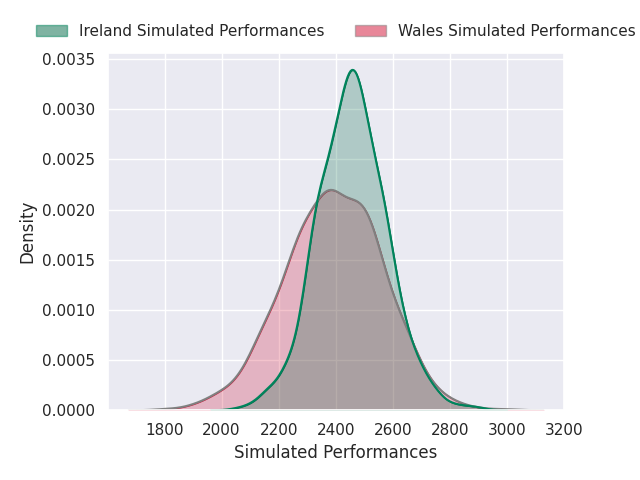 Ireland Simulated Performances
Wales Simulated Performances
0.0035
0.0030
0.0025
0.0020
0.0015
0.0010
0.0005
0.0000
Density
1800 2000 2200 2400 2600 2800 3000 3200
Simulated Performances